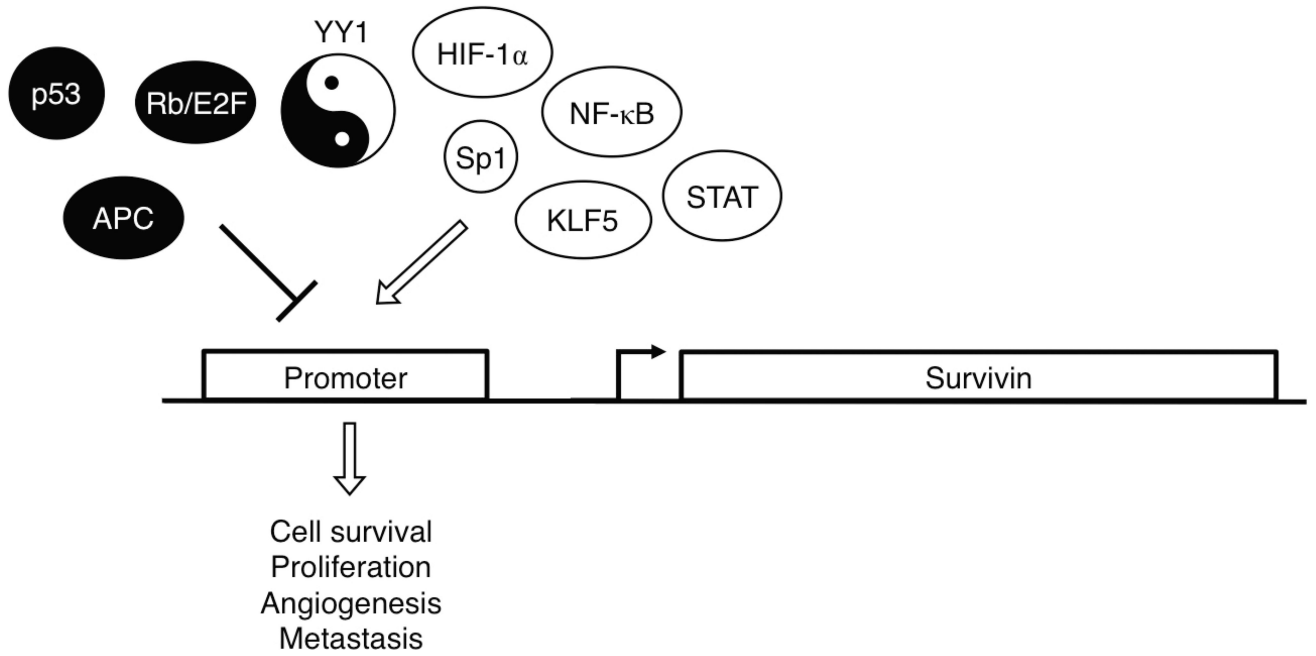 YY1
HIF-1α
p53
Rb/E2F
NF-κB
Sp1
STAT
APC
KLF5
Promoter
Survivin
Cell survival
Proliferation
Angiogenesis
Metastasis